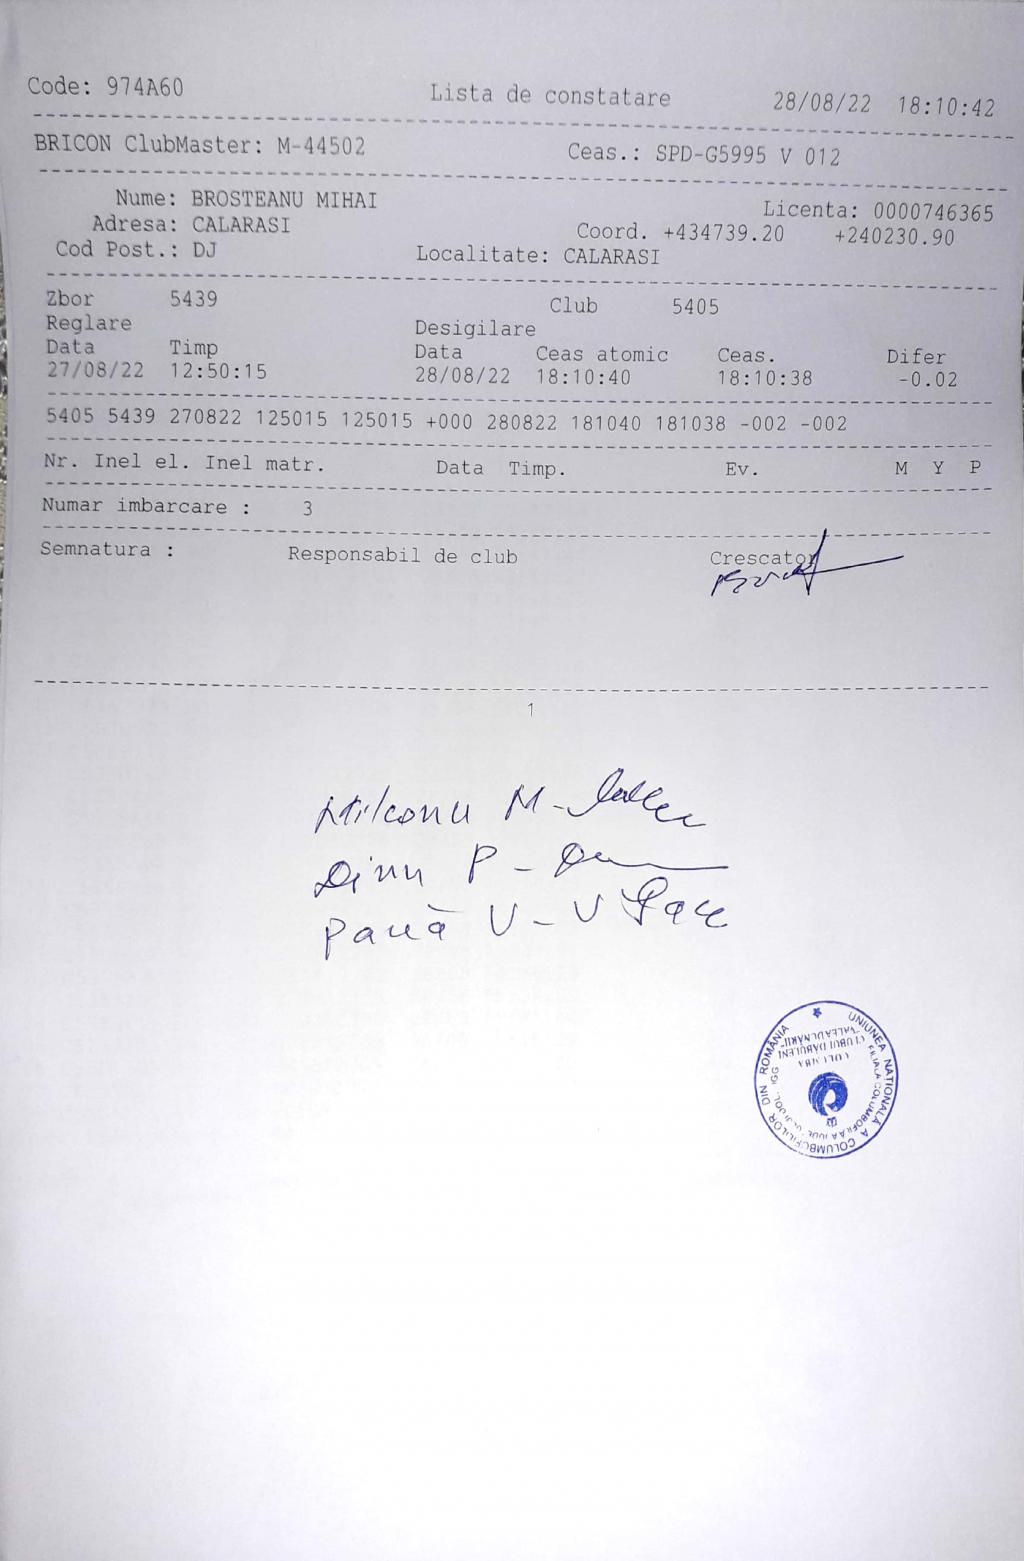 Code: 974A60 Lista de constatare 28/08/22 18:10:42
BRICON ClubMaster: M-44502 Ceas.: SPD-G5995 V 012
Nume: BROSTEANU MIHAI Licenta: 0000746365
Adresa: CALARASI Coord. +434739.20 +240230.90
Cod Post.: DJ Localitate: CALARASI
Zbor 5439 Club 5405
Reglare Desigilare
Data Timp Data Ceas atomic Ceas. Difer
27/08/22 12:50:15 28/08/22 18:10:40 18:10:38 -0.02
5405 5439 270822 125015 125015 +000 280822 181040 181038 -002 -002
Nr. Inel el. Inel matr. Data Timp. Ev. M Y P
Numar imbarcare : 3
Semnatura : Responsabil de club Crescator
1
M -
Dinu P -
Pană V - V
UNIUNEA NATIONALĂ A COLUMBOFILILOR DIN ROMÂNIA